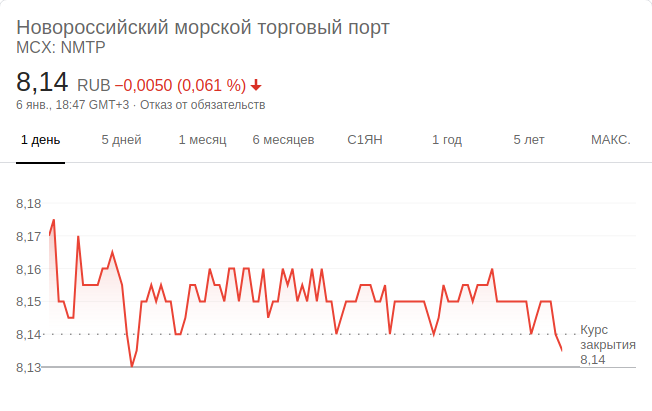 Новороссийский морской торговый порт
MCX: NMTP
8,14 RUB −0,0050 (0,061 %)
6 янв., 18:47 GMT+3 · Отказ от обязательств
1 день 5 дней 1 месяц 6 месяцев С1ЯН 1 год 5 лет МАКС.
8,18
8,17
8,16
8,15
8,14
8,13
Курс
закрытия
8,14